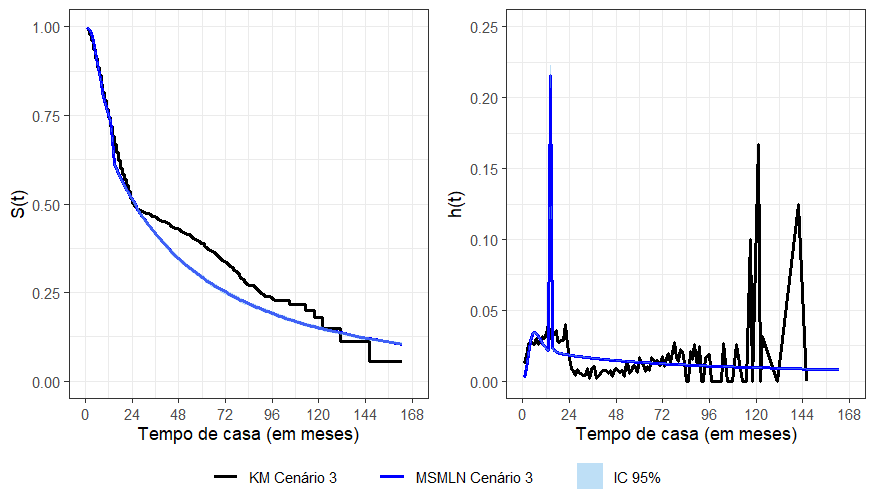 1.00
0.75
0.50
0.25
0.00
S(t)
0 24 48 72 96 120 144 168
Tempo de casa (em meses)
0.25
0.20
0.15
0.10
0.05
0.00
h(t)
0 24 48 72 96 120 144 168
Tempo de casa (em meses)
KM Cenário 3 MSMLN Cenário 3 IC 95%